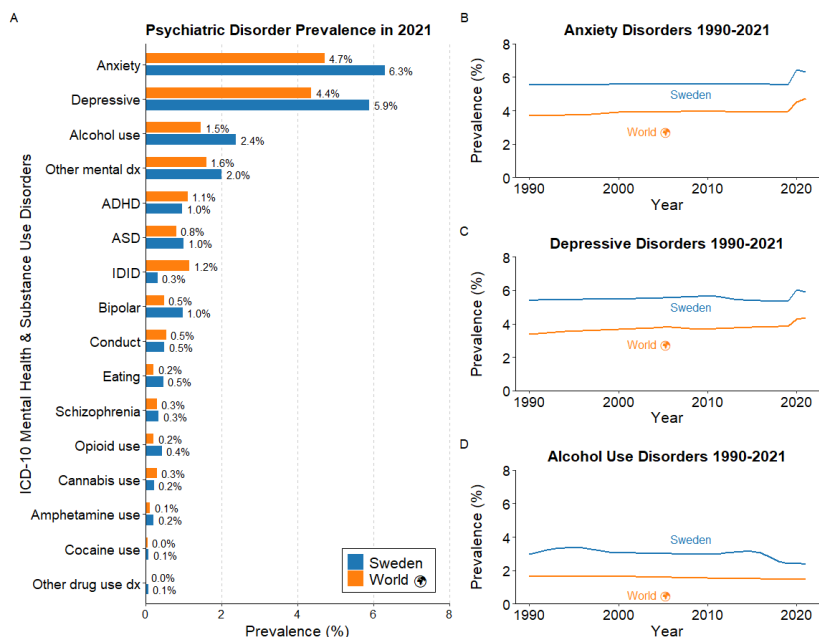 A
Psychiatric Disorder Prevalence in 2021
ICD-10 Mental Health & Substance Use Disorders
Anxiety
4.7%
6.3%
Depressive
4.4%
5.9%
Alcohol use
1.5%
2.4%
Other mental dx
1.6%
2.0%
ADHD
1.1%
1.0%
ASD
0.8%
1.0%
IDID
1.2%
0.3%
Bipolar
0.5%
1.0%
Conduct
0.5%
0.5%
Eating
0.2%
0.5%
Schizophrenia
0.3%
0.3%
Opioid use
0.2%
0.4%
Cannabis use
0.3%
0.2%
Amphetamine use
0.1%
0.2%
Cocaine use
0.0%
0.1%
Other drug use dx
0.0%
0.1%
Sweden
World
0 2 4 6 8
Prevalence (%)
B
Anxiety Disorders 1990-2021
Prevalence (%)
8
6
4
2
0
Sweden
World
1990 2000 2010 2020
Year
C
Depressive Disorders 1990-2021
Prevalence (%)
8
6
4
2
0
Sweden
World
1990 2000 2010 2020
Year
D
Alcohol Use Disorders 1990-2021
Prevalence (%)
8
6
4
2
0
Sweden
World
1990 2000 2010 2020
Year